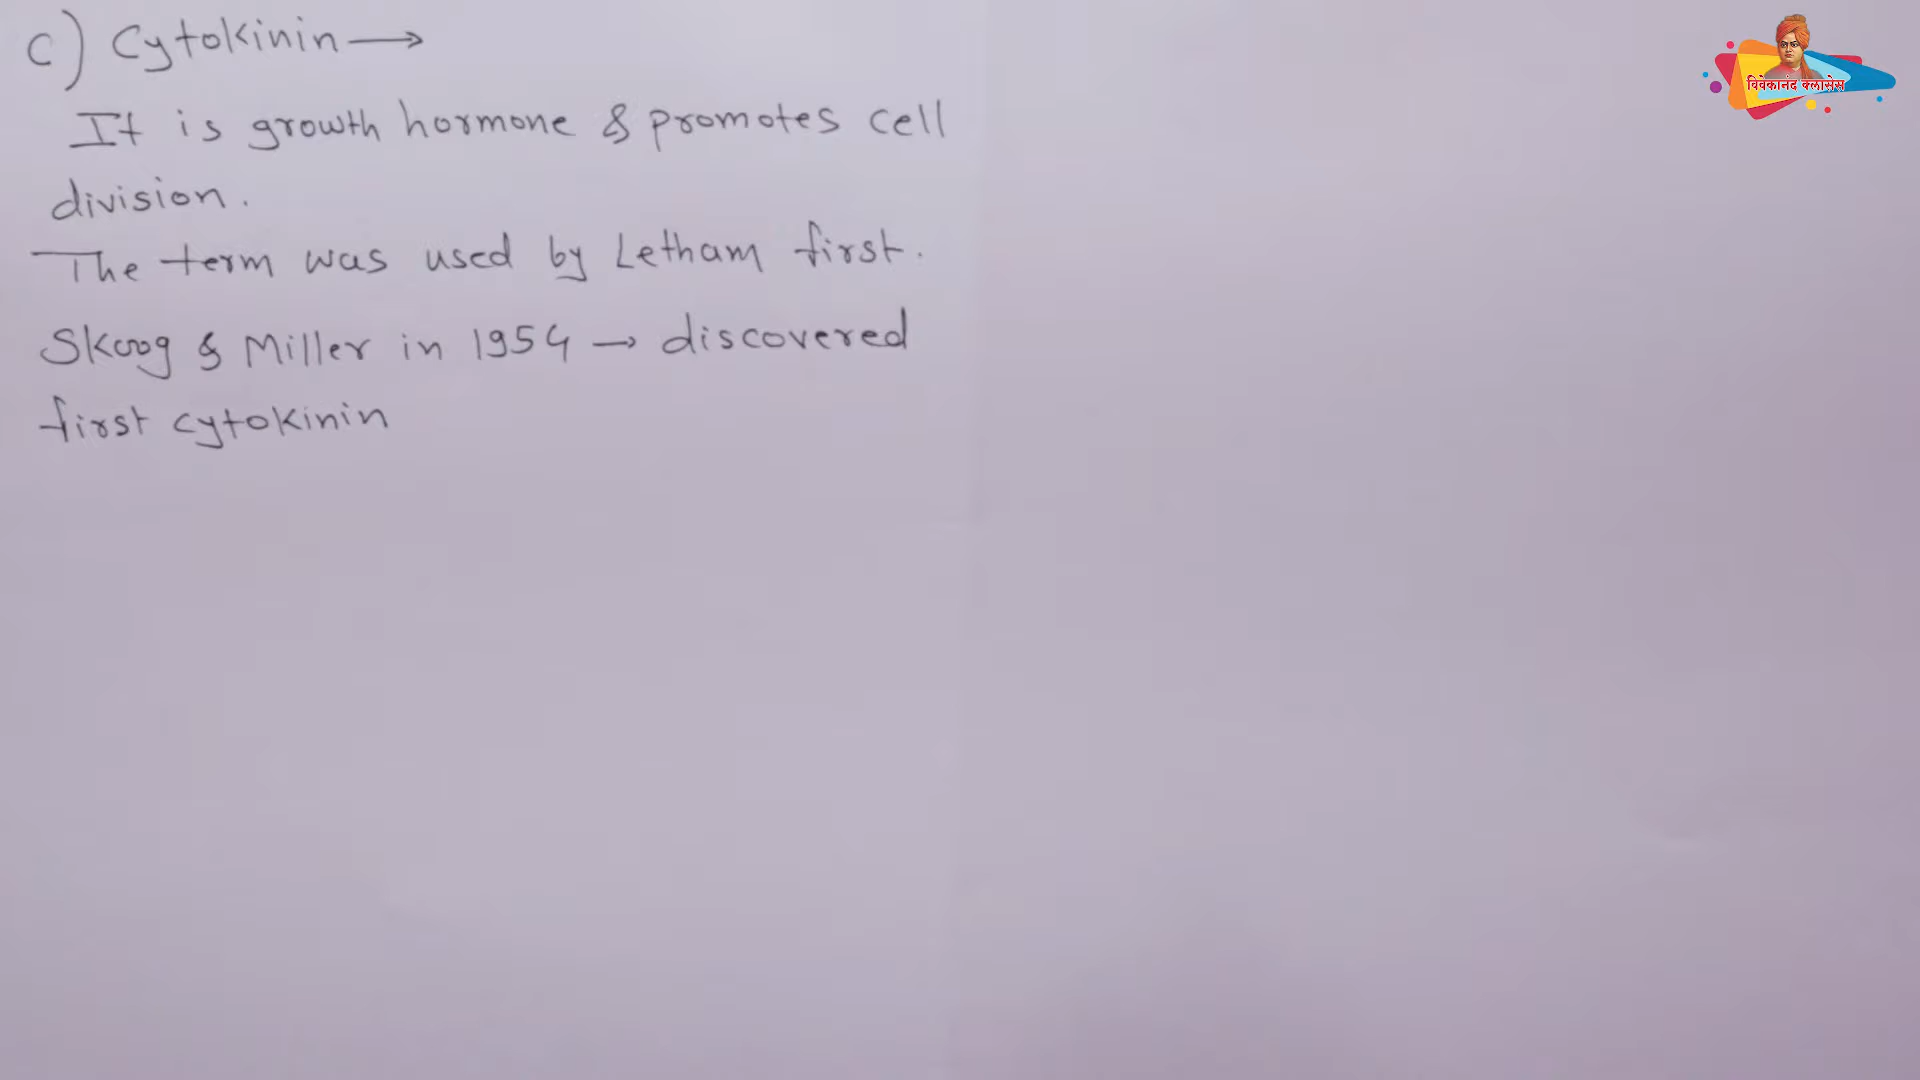 c) Cytokinin →
It is growth hormone & promotes cell
division.
The term was used by Letham first.
Skoog & Miller in 1954 → discovered
first cytokinin
विवेकानंद क्लासेस